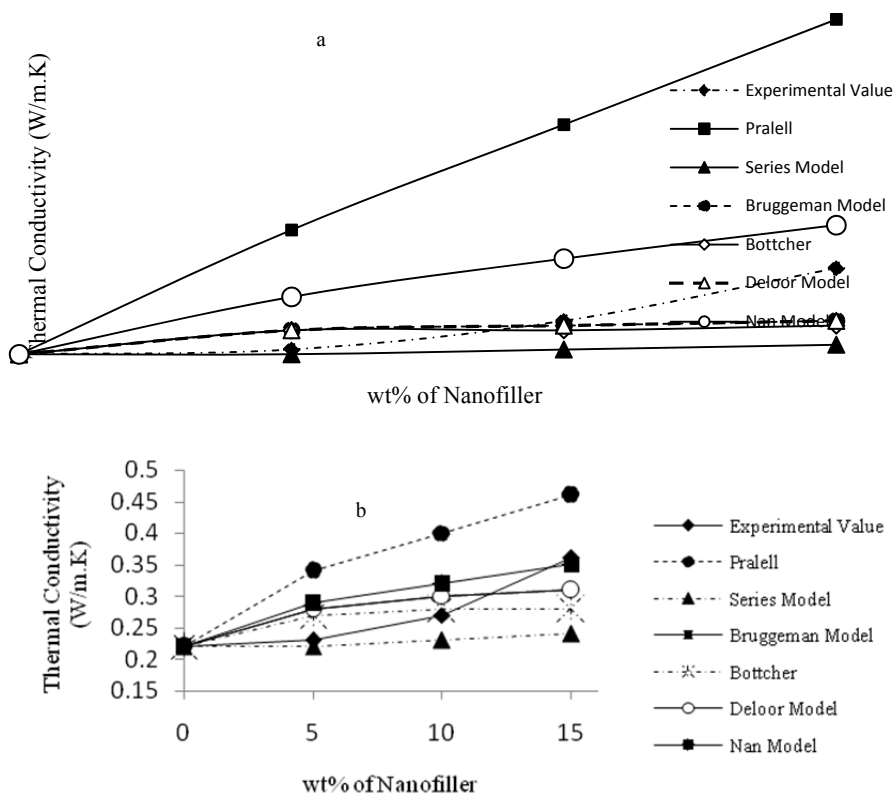 a
Thermal Conductivity (W/m.K)
Experimental Value
Pralell
Series Model
Bruggeman Model
Bottcher
Deloor Model
Nan Model
wt% of Nanofiller
b
Thermal Conductivity
(W/m.K)
0.5
0.45
0.4
0.35
0.3
0.25
0.2
0.15
0
5
10
15
wt% of Nanofiller
Experimental Value
Pralell
Series Model
Bruggeman Model
Bottcher
Deloor Model
Nan Model